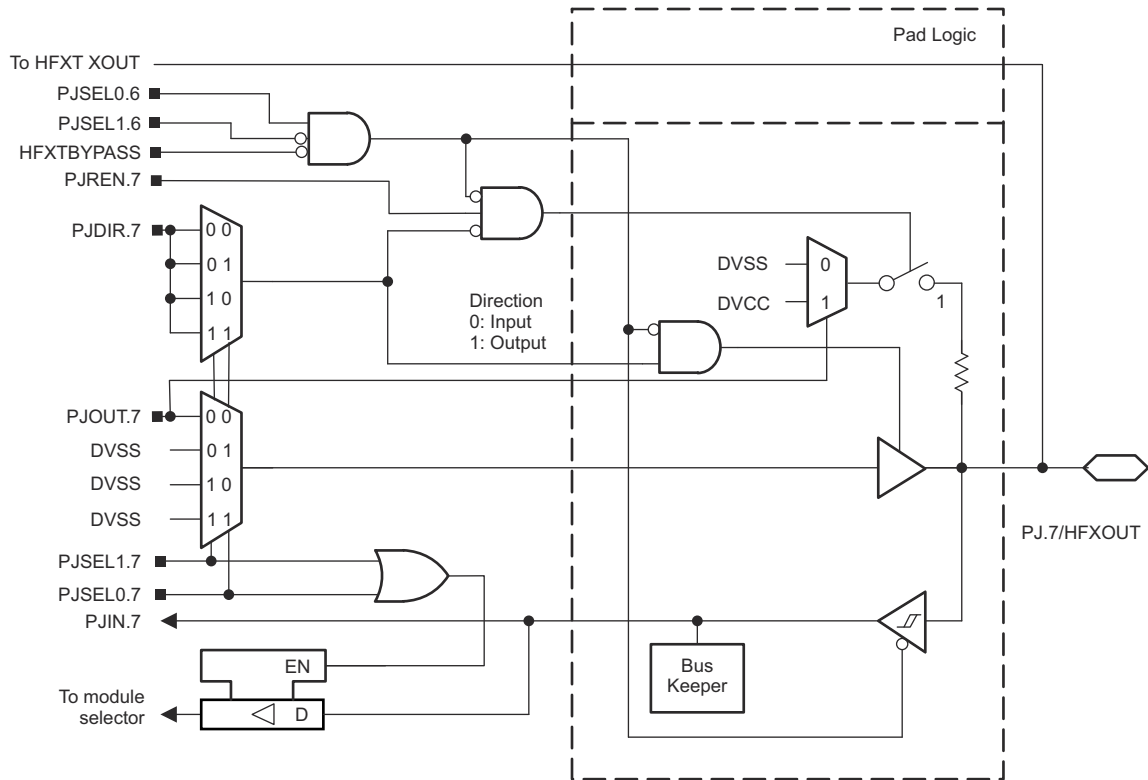 Pad Logic
To HFXT XOUT
PJSEL0.6
PJSEL1.6
HFXTBYPASS
PJREN.7
PJDIR.7
0 0
0 1
1 0
1 1
Direction
0: Input
1: Output
DVSS
0
DVCC
1
1
PJOUT.7
0 0
DVSS
0 1
DVSS
1 0
DVSS
1 1
PJ.7/HFXOUT
PJSEL1.7
PJSEL0.7
PJIN.7
Bus
Keeper
EN
To module
selector
D